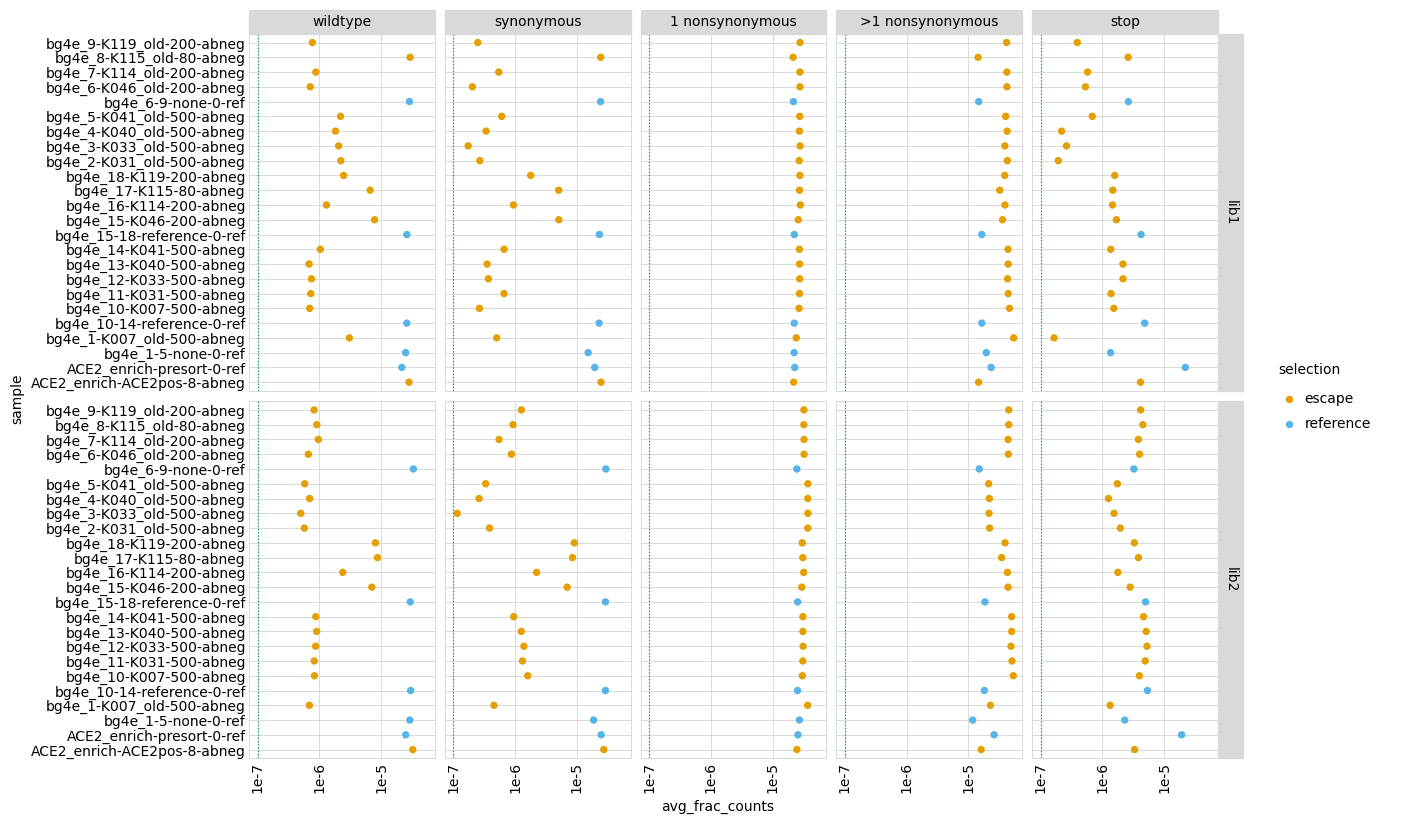 wildtype synonymous 1 nonsynonymous >1 nonsynonymous stop
bg4e_9-K119_old-200-abneg
bg4e_8-K115_old-80-abneg
bg4e_7-K114_old-200-abneg
bg4e_6-K046_old-200-abneg
bg4e_6-9-none-0-ref
bg4e_5-K041_old-500-abneg
bg4e_4-K040_old-500-abneg
bg4e_3-K033_old-500-abneg
bg4e_2-K031_old-500-abneg
bg4e_18-K119-200-abneg
bg4e_17-K115-80-abneg
bg4e_16-K114-200-abneg
bg4e_15-K046-200-abneg
bg4e_15-18-reference-0-ref
bg4e_14-K041-500-abneg
bg4e_13-K040-500-abneg
bg4e_12-K033-500-abneg
bg4e_11-K031-500-abneg
bg4e_10-K007-500-abneg
bg4e_10-14-reference-0-ref
bg4e_1-K007_old-500-abneg
bg4e_1-5-none-0-ref
ACE2_enrich-presort-0-ref
ACE2_enrich-ACE2pos-8-abneg
lib1
sample
bg4e_9-K119_old-200-abneg
bg4e_8-K115_old-80-abneg
bg4e_7-K114_old-200-abneg
bg4e_6-K046_old-200-abneg
bg4e_6-9-none-0-ref
bg4e_5-K041_old-500-abneg
bg4e_4-K040_old-500-abneg
bg4e_3-K033_old-500-abneg
bg4e_2-K031_old-500-abneg
bg4e_18-K119-200-abneg
bg4e_17-K115-80-abneg
bg4e_16-K114-200-abneg
bg4e_15-K046-200-abneg
bg4e_15-18-reference-0-ref
bg4e_14-K041-500-abneg
bg4e_13-K040-500-abneg
bg4e_12-K033-500-abneg
bg4e_11-K031-500-abneg
bg4e_10-K007-500-abneg
bg4e_10-14-reference-0-ref
bg4e_1-K007_old-500-abneg
bg4e_1-5-none-0-ref
ACE2_enrich-presort-0-ref
ACE2_enrich-ACE2pos-8-abneg
lib2
1e-7 1e-6 1e-5 1e-7 1e-6 1e-5 1e-7 1e-6 1e-5 1e-7 1e-6 1e-5 1e-7 1e-6 1e-5
avg_frac_counts
selection
escape
reference